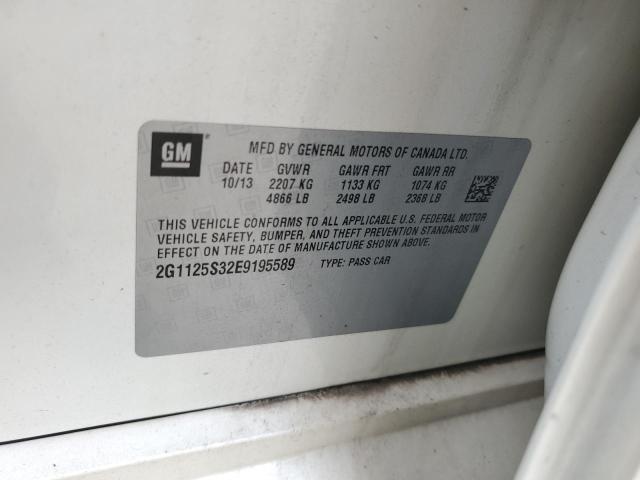 GM
MFD BY GENERAL MOTORS OF CANADA LTD.
DATE GVWR GAWR FRT GAWR RR
10/13 2207 KG 1133 KG 1074 KG
4866 LB 2498 LB 2368 LB
THIS VEHICLE CONFORMS TO ALL APPLICABLE U.S. FEDERAL MOTOR
VEHICLE SAFETY, BUMPER, AND THEFT PREVENTION STANDARDS IN
EFFECT ON THE DATE OF MANUFACTURE SHOWN ABOVE.
2G1125S32E9195589 TYPE: PASS CAR